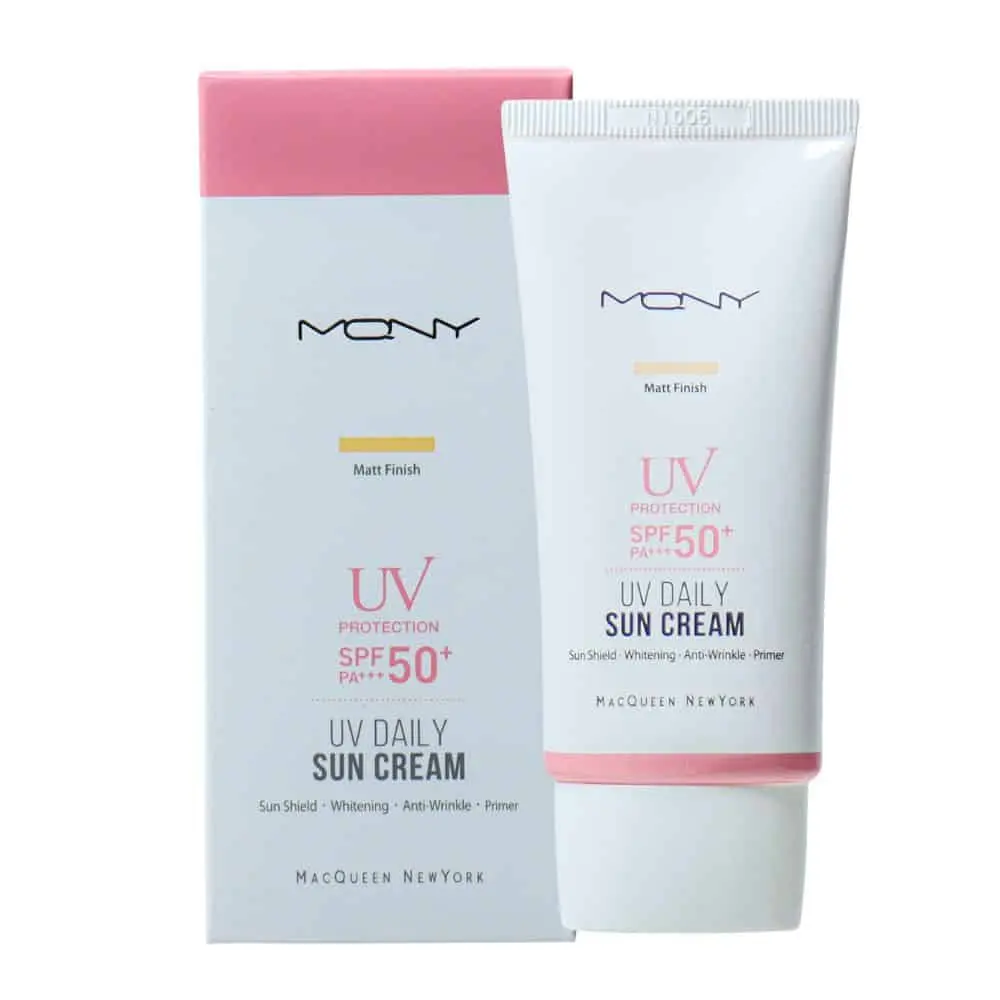 MQNY
Matt Finish
UV
PROTECTION
SPF 50+
PA+++
UV DAILY
SUN CREAM
Sun Shield · Whitening · Anti-Wrinkle · Primer
MACQUEEN NEWYORK
N1006
MQNY
Matt Finish
UV
PROTECTION
SPF 50+
PA+++
UV DAILY
SUN CREAM
Sun Shield · Whitening · Anti-Wrinkle · Primer
MACQUEEN NEWYORK